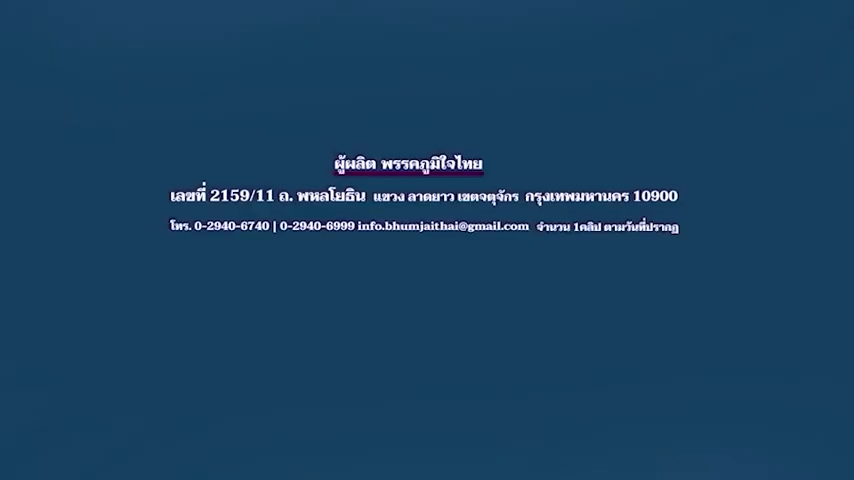 ผู้ผลิต พรรคภูมิใจไทย
เลขที่ 2159/11 ถ. พหลโยธิน แขวง ลาดยาว เขตจตุจักร กรุงเทพมหานคร 10900
โทร. 0-2940-6740 | 0-2940-6999 info.bhumjaithai@gmail.com จำนวน 1คลิป ตามวันที่ปรากฏ